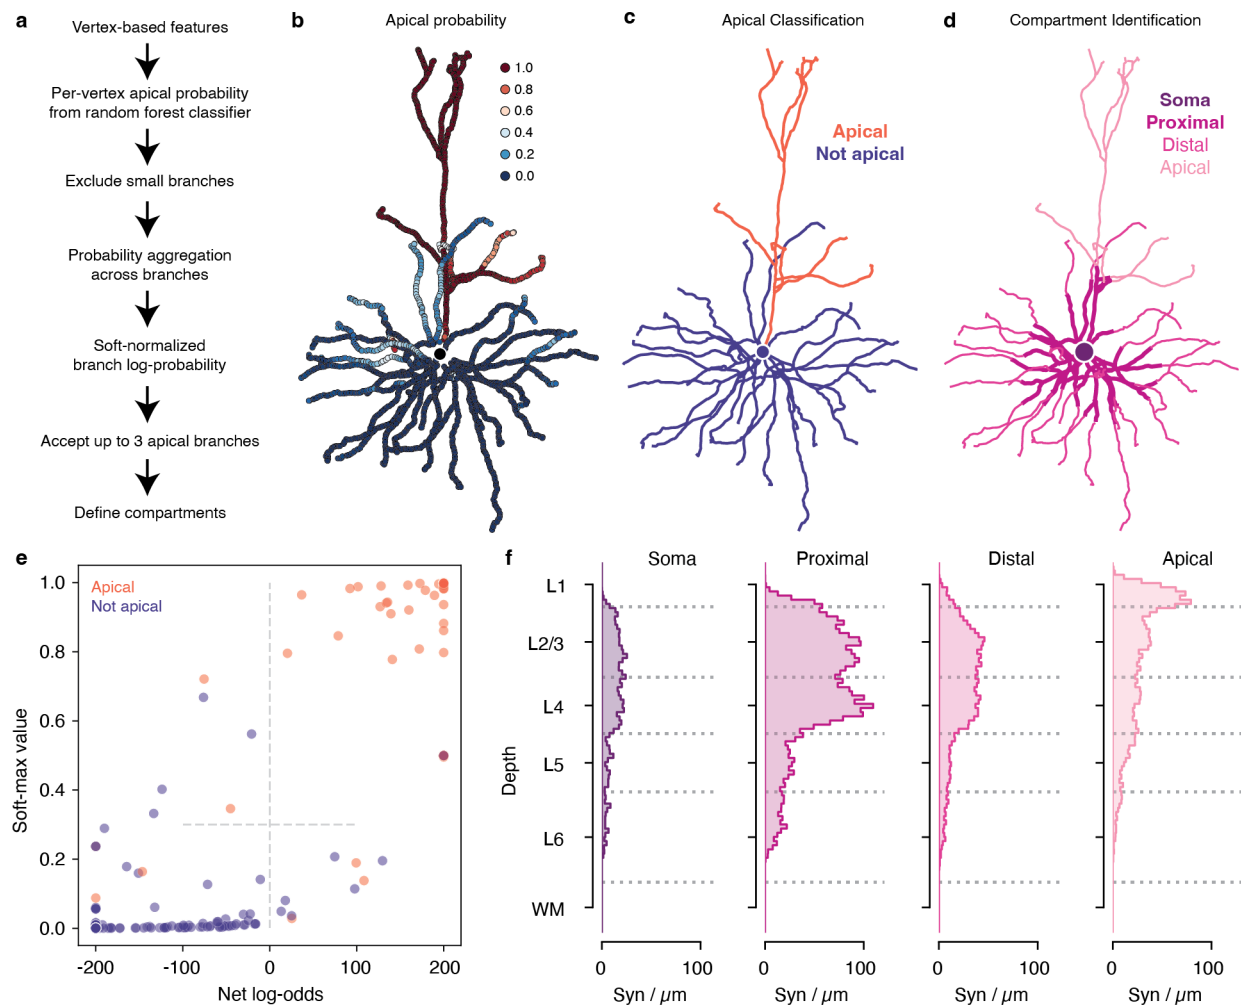 a
Vertex-based features
Per-vertex apical probability
from random forest classifier
Exclude small branches
Probability aggregation
across branches
Soft-normalized
branch log-probability
Accept up to 3 apical branches
Define compartments
b
Apical probability
1.0
0.8
0.6
0.4
0.2
0.0
c
Apical Classification
Apical
Not apical
d
Compartment Identification
Soma
Proximal
Distal
Apical
e
Apical
Not apical
Soft-max value
1.0
0.8
0.6
0.4
0.2
0.0
-200
-100
0
100
200
Net log-odds
f
Soma
Proximal
Distal
Apical
Depth
L1
L2/3
L4
L5
L6
WM
0
100
0
100
0
100
0
100
Syn / μm
Syn / μm
Syn / μm
Syn / μm